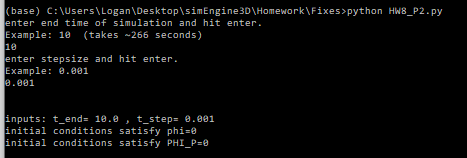 (base) C:\Users\Logan\Desktop\simEngine3D\Homework\Fixes>python HW8_P2.py
enter end time of simulation and hit enter.
Example: 10  (takes ~266 seconds)
10
enter stepsize and hit enter.
Example: 0.001
0.001
inputs: t_end= 10.0 , t_step= 0.001
initial conditions satisfy phi=0
initial conditions satisfy PHI_P=0